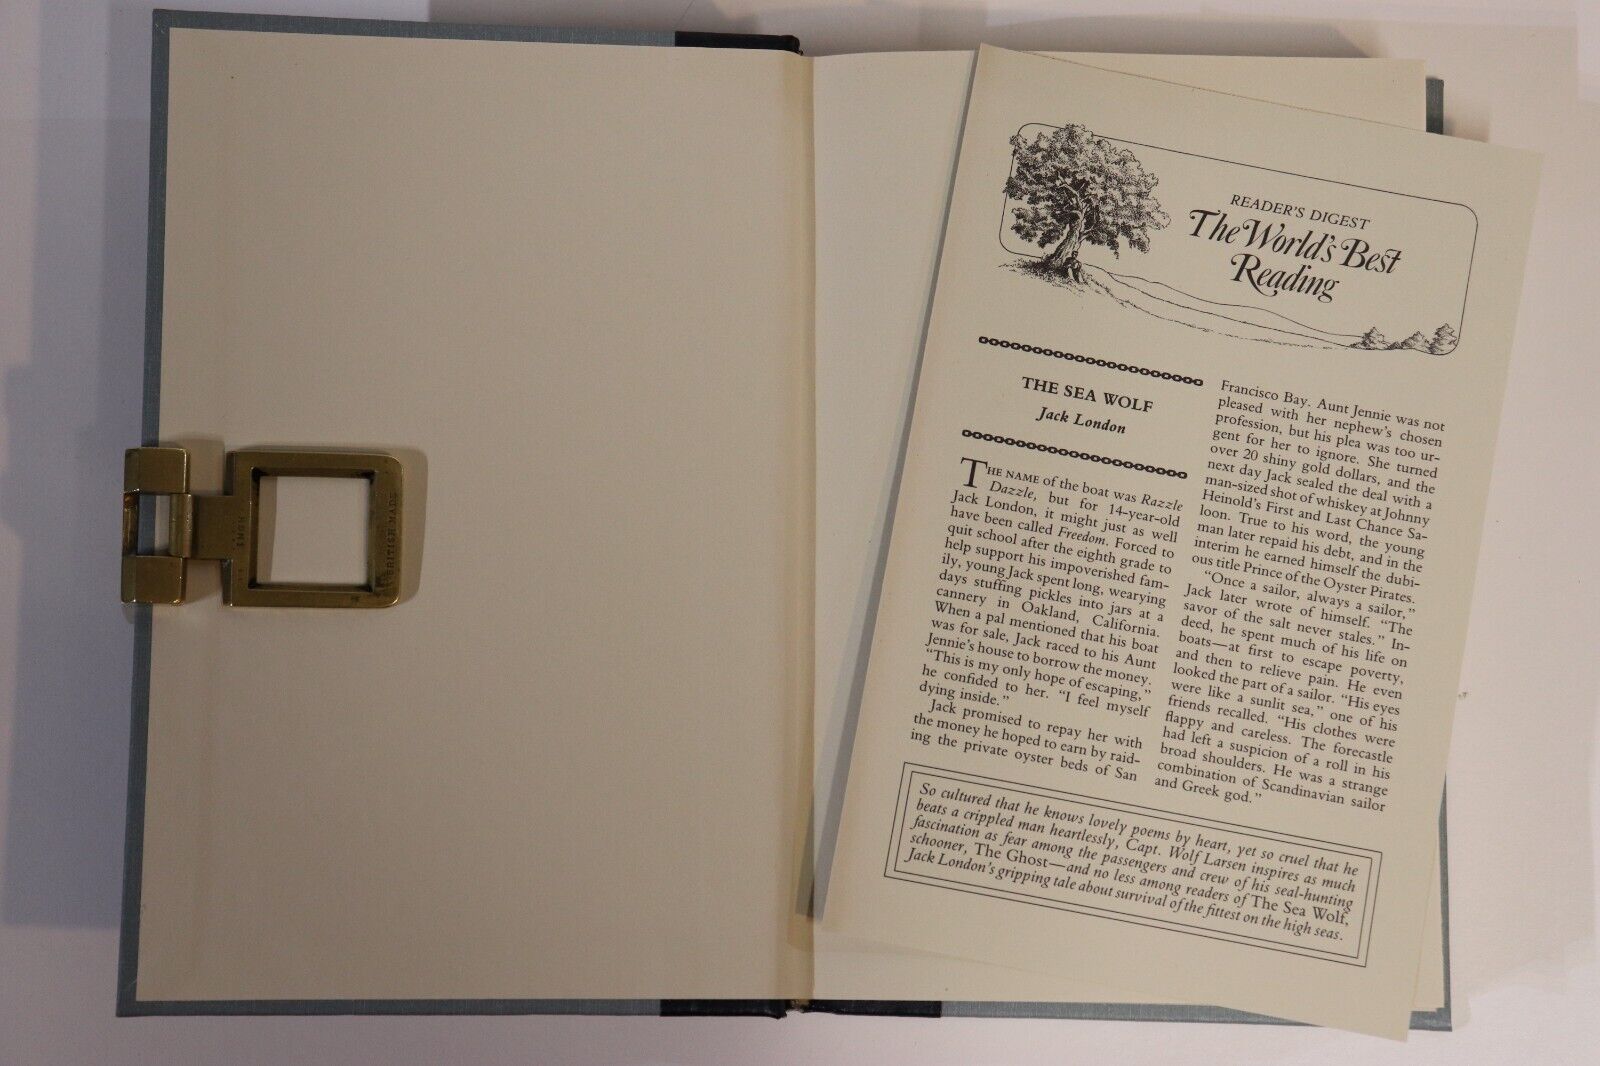 READER'S DIGEST
The World's Best
Reading
THE SEA WOLF
Jack London
THE NAME of the boat was Razzle
Dazzle, but for 14-year-old
Jack London, it might just as well
have been called Freedom. Forced to
quit school after the eighth grade to
help support his impoverished fam-
ily, young Jack spent long, wearying
days stuffing pickles into jars at a
cannery in Oakland, California.
When a pal mentioned that his boat
was for sale, Jack raced to his Aunt
Jennie's house to borrow the money.
"This is my only hope of escaping,"
he confided to her. "I feel myself
dying inside."
Jack promised to repay her with
the money he hoped to earn by raid-
ing the private oyster beds of San
Francisco Bay. Aunt Jennie was not
pleased with her nephew's chosen
profession, but his plea was too ur-
gent for her to ignore. She turned
over 20 shiny gold dollars, and the
next day Jack sealed the deal with a
man-sized shot of whiskey at Johnny
Heinold's First and Last Chance Sa-
loon. True to his word, the young
man later repaid his debt, and in the
interim he earned himself the dubi-
ous title Prince of the Oyster Pirates.
"Once a sailor, always a sailor,"
Jack later wrote of himself. "The
savor of the salt never stales." In-
deed, he spent much of his life on
boats—at first to escape poverty,
and then to relieve pain. He even
looked the part of a sailor. "His eyes
were like a sunlit sea," one of his
friends recalled. "His clothes were
flappy and careless. The forecastle
had left a suspicion of a roll in his
broad shoulders. He was a strange
combination of Scandinavian sailor
and Greek god."
So cultured that he knows lovely poems by heart, yet so cruel that he
beats a crippled man heartlessly, Capt. Wolf Larsen inspires as much
fascination as fear among the passengers and crew of his seal-hunting
schooner, The Ghost—and no less among readers of The Sea Wolf,
Jack London's gripping tale about survival of the fittest on the high seas.
BRITISH MADE